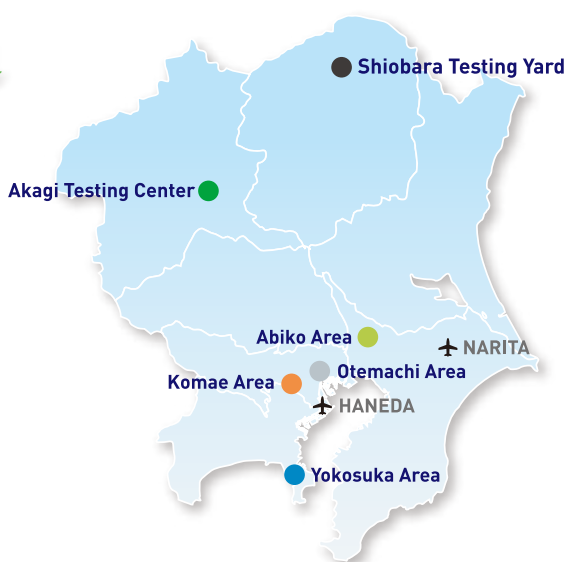 Shiobara Testing Yard
Akagi Testing Center
Abiko Area
NARITA
Otemachi Area
Komae Area
HANEDA
Yokosuka Area